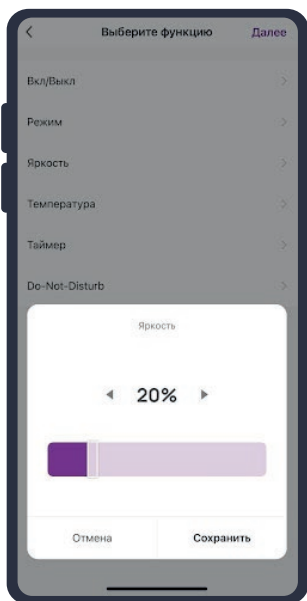 Выберите функцию Далее
Вкл/Выкл
Режим
Яркость
Температура
Таймер
Do-Not-Disturb
Яркость
20%
Отмена Сохранить